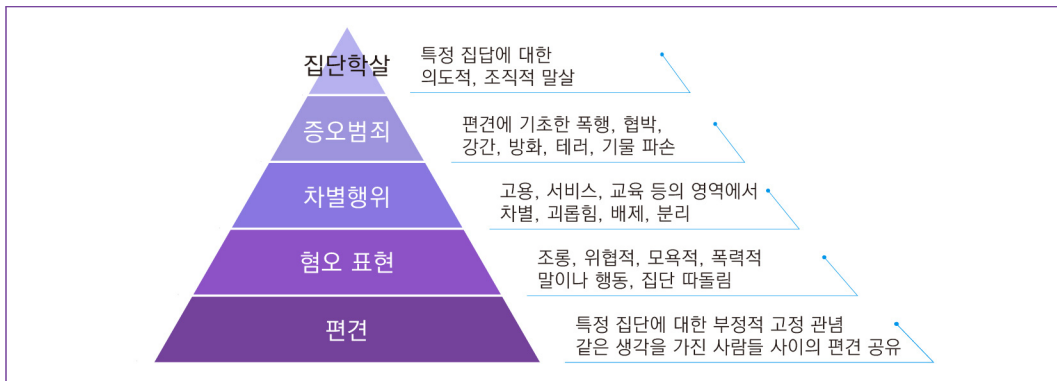 집단학살
특정 집답에 대한
의도적, 조직적 말살
증오범죄
편견에 기초한 폭행, 협박,
강간, 방화, 테러, 기물 파손
차별행위
고용, 서비스, 교육 등의 영역에서
차별, 괴롭힘, 배제, 분리
혐오 표현
조롱, 위협적, 모욕적, 폭력적
말이나 행동, 집단 따돌림
편견
특정 집단에 대한 부정적 고정 관념
같은 생각을 가진 사람들 사이의 편견 공유